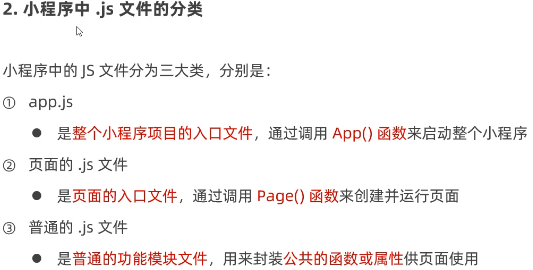 2. 小程序中 .js 文件的分类
小程序中的 JS 文件分为三大类，分别是：
① app.js
● 是整个小程序项目的入口文件，通过调用 App() 函数来启动整个小程序
② 页面的 .js 文件
● 是页面的入口文件，通过调用 Page() 函数来创建并运行页面
③ 普通的 .js 文件
● 是普通的功能模块文件，用来封装公共的函数或属性供页面使用